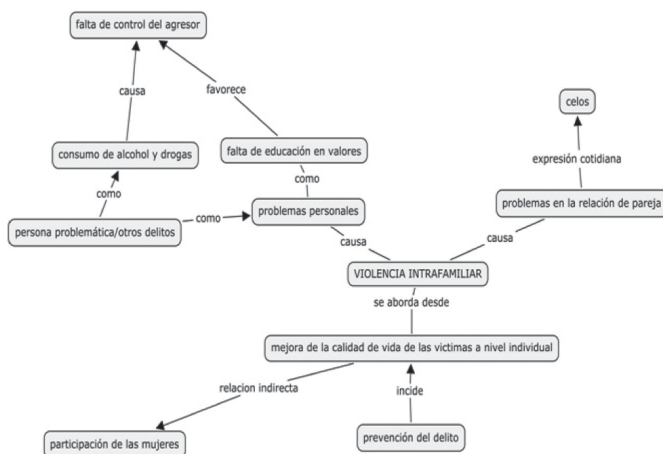 falta de control del agresor
causa
favorece
celos
consumo de alcohol y drogas
falta de educación en valores
expresión cotidiana
como
como
problemas en la relación de pareja
persona problemática/otros delitos
como
problemas personales
causa
causa
VIOLENCIA INTRAFAMILIAR
se aborda desde
mejora de la calidad de vida de las victimas a nivel individual
relacion indirecta
incide
participación de las mujeres
prevención del delito